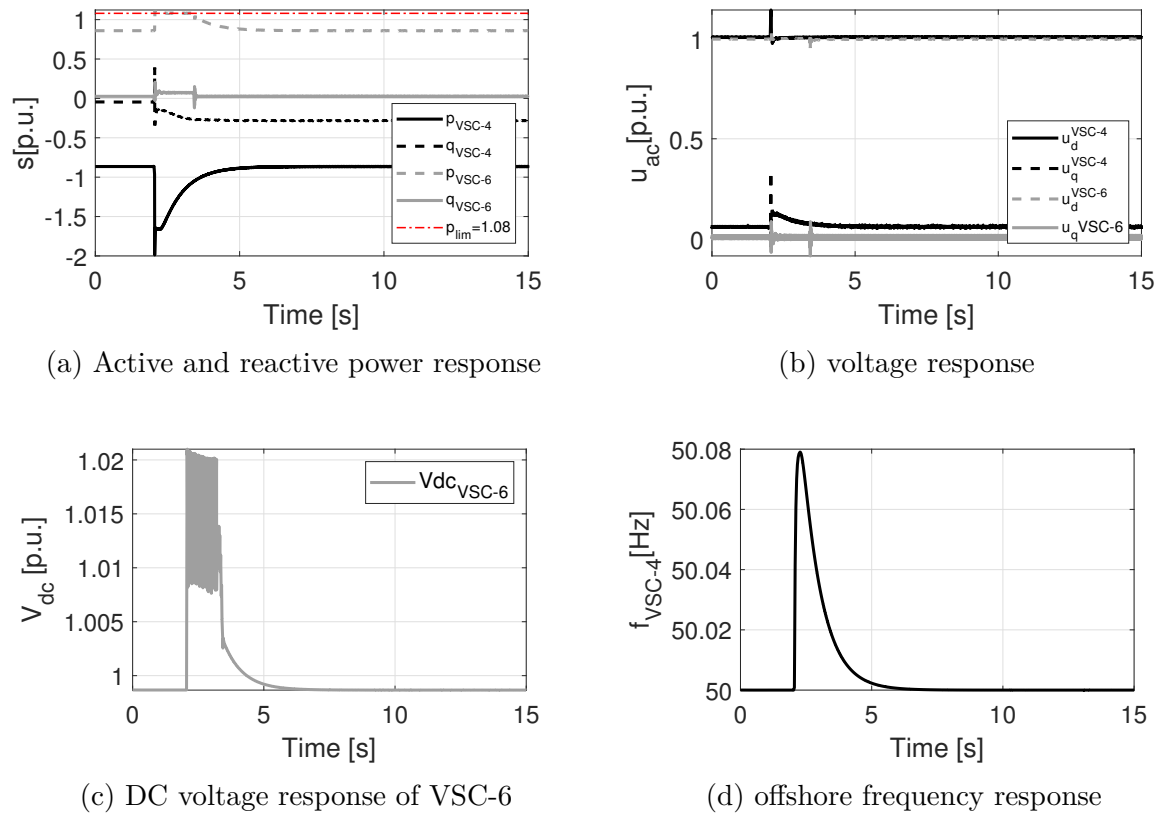 1
0.5
0
-0.5
-1
-1.5
-2
s[p.u.]
p_VSC-4
q_VSC-4
p_VSC-6
q_VSC-6
p_lim=1.08
0 5 10 15
Time [s]
(a) Active and reactive power response
1
0.5
0
u_ac[p.u.]
u_d^VSC-4
u_q^VSC-4
u_d^VSC-6
u_qVSC-6
0 5 10 15
Time [s]
(b) voltage response
1.02
1.015
1.01
1.005
1
V_dc [p.u.]
Vdc_VSC-6
0 5 10 15
Time [s]
(c) DC voltage response of VSC-6
50.08
50.06
50.04
50.02
50
f_VSC-4[Hz]
0 5 10 15
Time [s]
(d) offshore frequency response